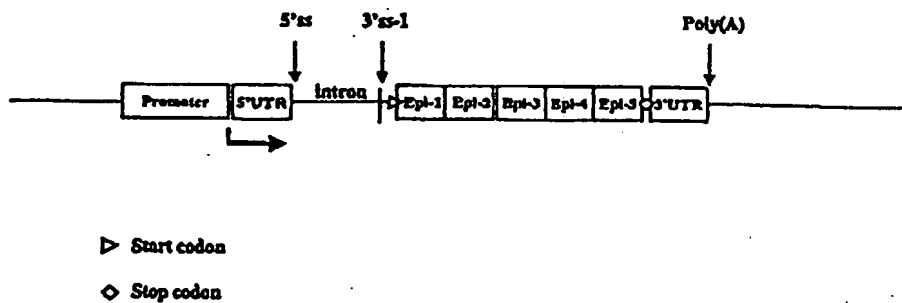 5'ss 3'ss-1 Poly(A)
Promoter 5'UTR Intron Epi-1 Epi-2 Epi-3 Epi-4 Epi-5 3'UTR
Start codon
Stop codon